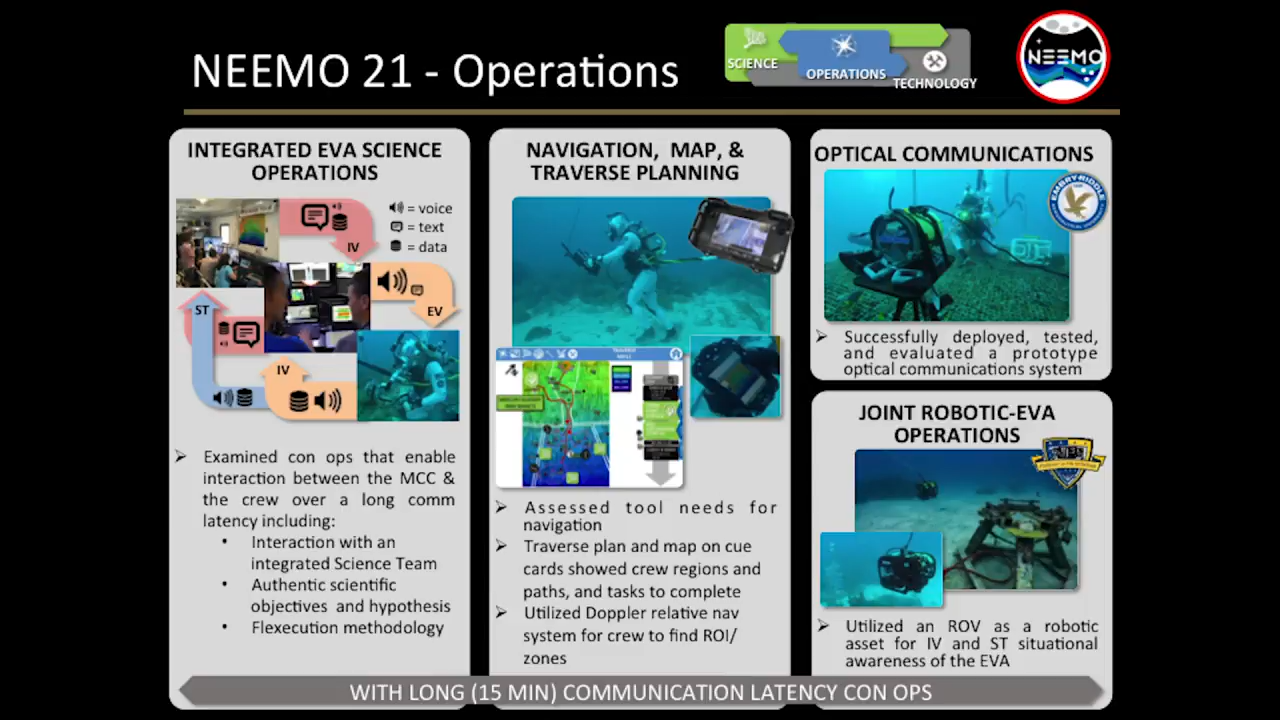 NEEMO 21 - Operations
SCIENCE
OPERATIONS
TECHNOLOGY
NEEMO
INTEGRATED EVA SCIENCE
OPERATIONS
= voice
= text
= data
IV
EV
ST
IV
Examined con ops that enable
interaction between the MCC &
the crew over a long comm
latency including:
• Interaction with an
integrated Science Team
• Authentic scientific
objectives and hypothesis
• Flexecution methodology
NAVIGATION, MAP, &
TRAVERSE PLANNING
Assessed tool needs for
navigation
Traverse plan and map on cue
cards showed crew regions and
paths, and tasks to complete
Utilized Doppler relative nav
system for crew to find ROI/
zones
OPTICAL COMMUNICATIONS
EMBRY-RIDDLE
Successfully deployed, tested,
and evaluated a prototype
optical communications system
JOINT ROBOTIC-EVA
OPERATIONS
Utilized an ROV as a robotic
asset for IV and ST situational
awareness of the EVA
WITH LONG (15 MIN) COMMUNICATION LATENCY CON OPS